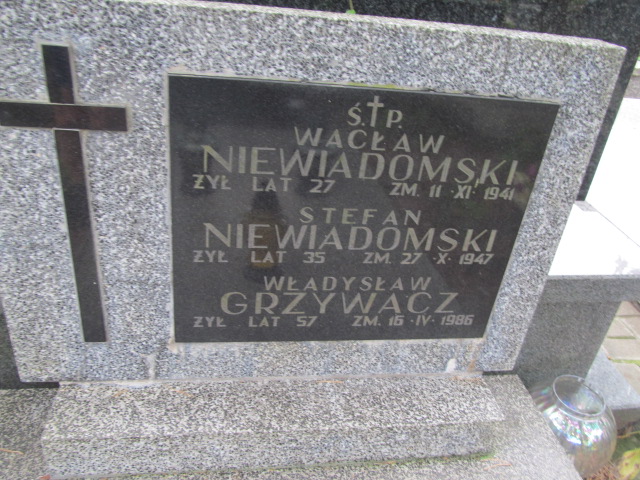 Ś.†P.
WACŁAW
NIEWIADOMSKI
ŻYŁ LAT 27 ZM. 11 ·XI· 1941
STEFAN
NIEWIADOMSKI
ŻYŁ LAT 35 ZM. 27 ·X· 1947
WŁADYSŁAW
GRZYWACZ
ŻYŁ LAT 57 ZM. 16 ·IV· 1986